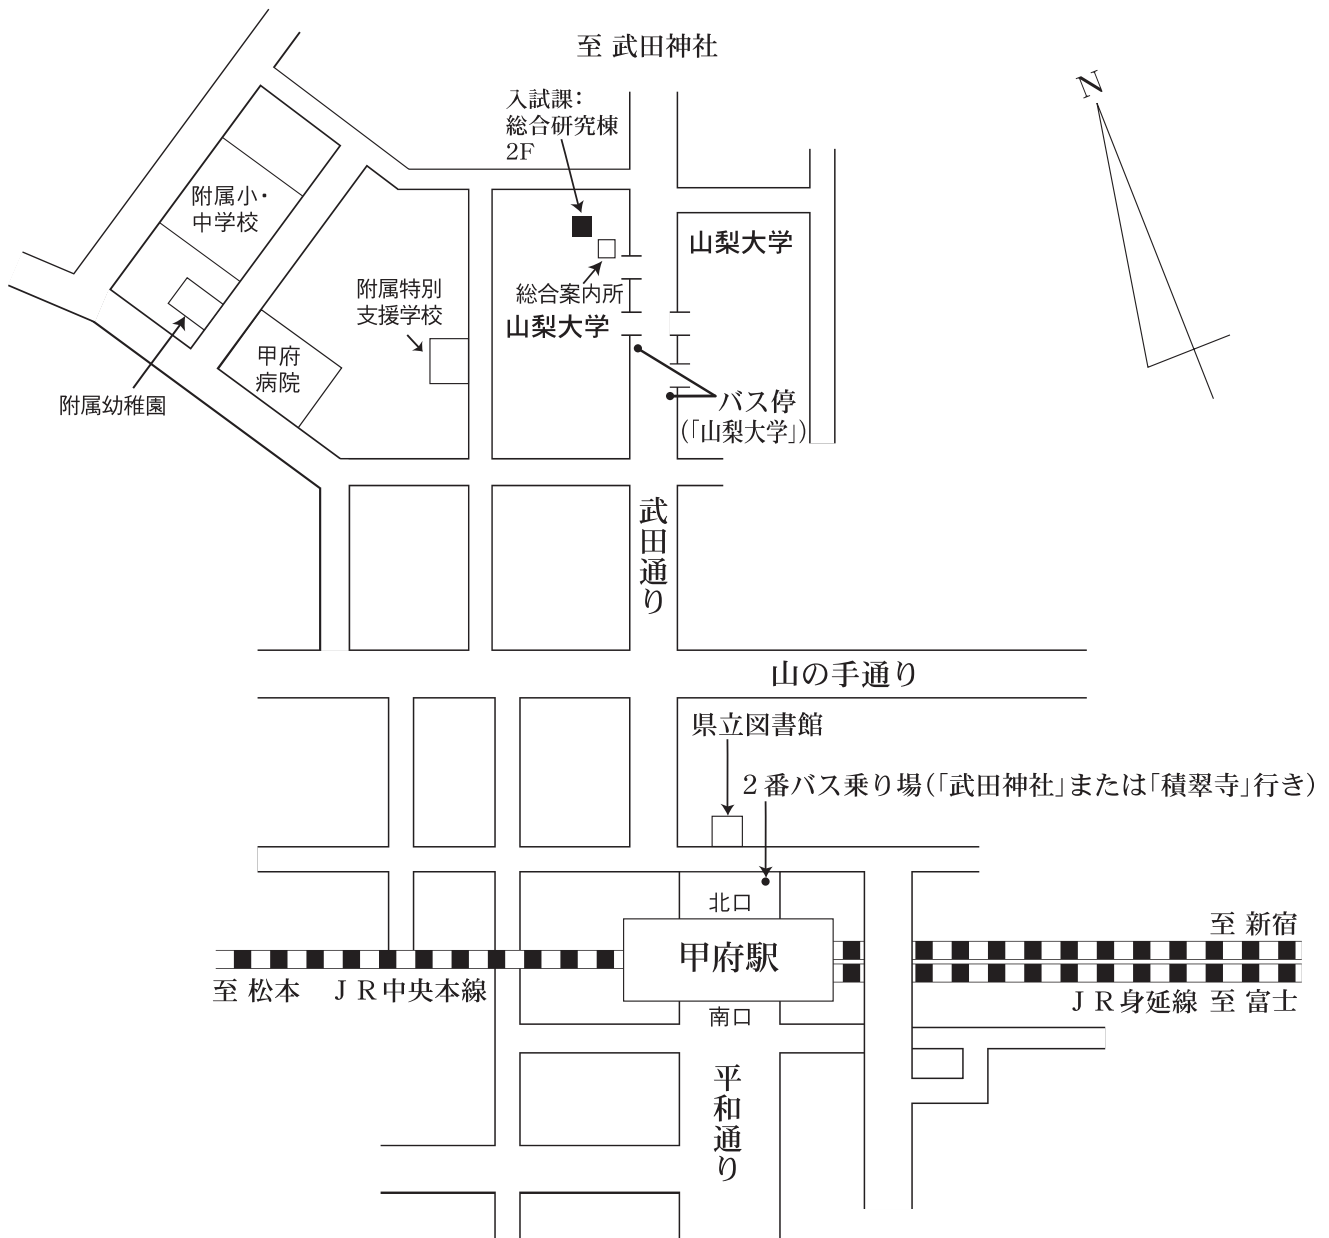 至 武田神社
N
入試課：
総合研究棟
2F
附属小・
中学校
山梨大学
附属特別
支援学校
総合案内所
山梨大学
甲府
病院
附属幼稚園
バス停
（「山梨大学」）
武田通り
山の手通り
県立図書館
２番バス乗り場（「武田神社」または「積翠寺」行き）
北口
至 新宿
甲府駅
至 松本　ＪＲ中央本線
ＪＲ身延線 至 富士
南口
平和通り